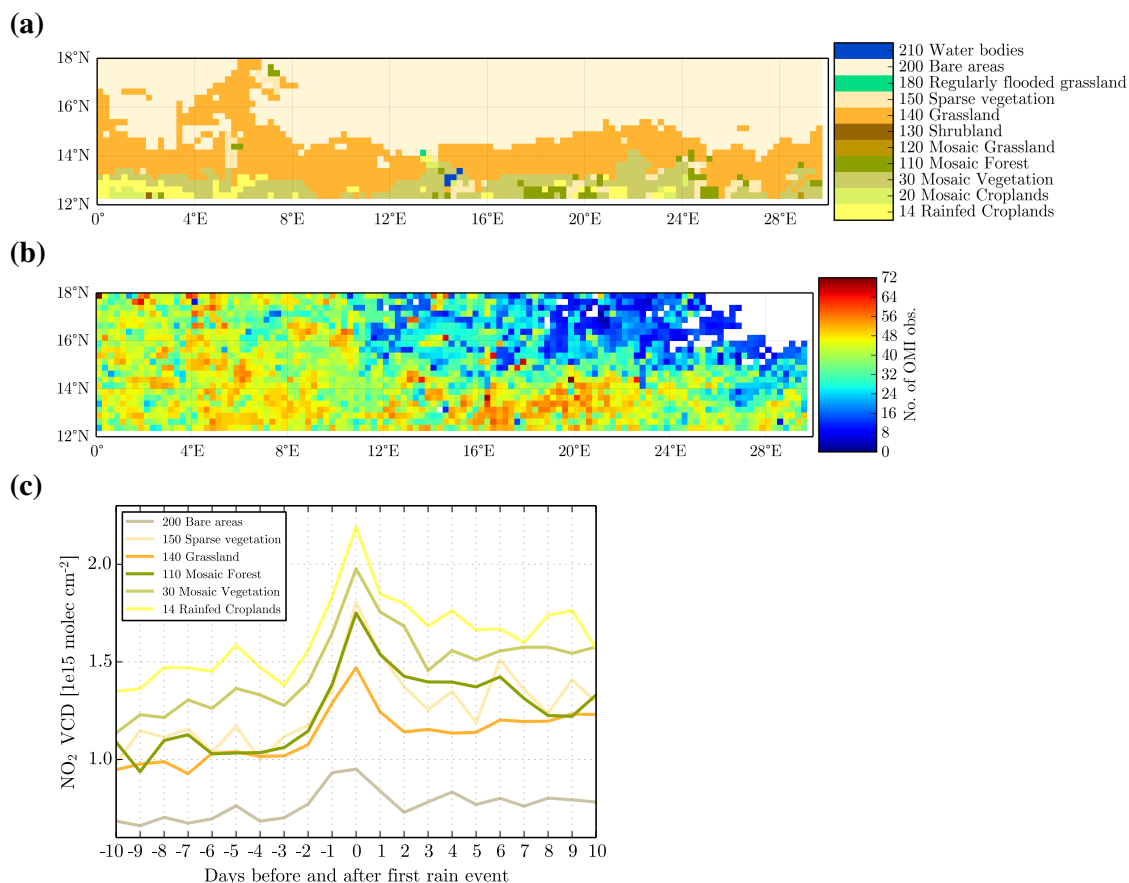 (a)
18°N
16°N
14°N
12°N
0° 4°E 8°E 12°E 16°E 20°E 24°E 28°E
210 Water bodies
200 Bare areas
180 Regularly flooded grassland
150 Sparse vegetation
140 Grassland
130 Shrubland
120 Mosaic Grassland
110 Mosaic Forest
30 Mosaic Vegetation
20 Mosaic Croplands
14 Rainfed Croplands
(b)
18°N
16°N
14°N
12°N
0° 4°E 8°E 12°E 16°E 20°E 24°E 28°E
72
64
56
48
40
32
24
16
8
0
No. of OMI obs.
(c)
200 Bare areas
150 Sparse vegetation
140 Grassland
110 Mosaic Forest
30 Mosaic Vegetation
14 Rainfed Croplands
2.0
1.5
1.0
NO₂ VCD [1e15 molec cm⁻²]
-10 -9 -8 -7 -6 -5 -4 -3 -2 -1 0 1 2 3 4 5 6 7 8 9 10
Days before and after first rain event